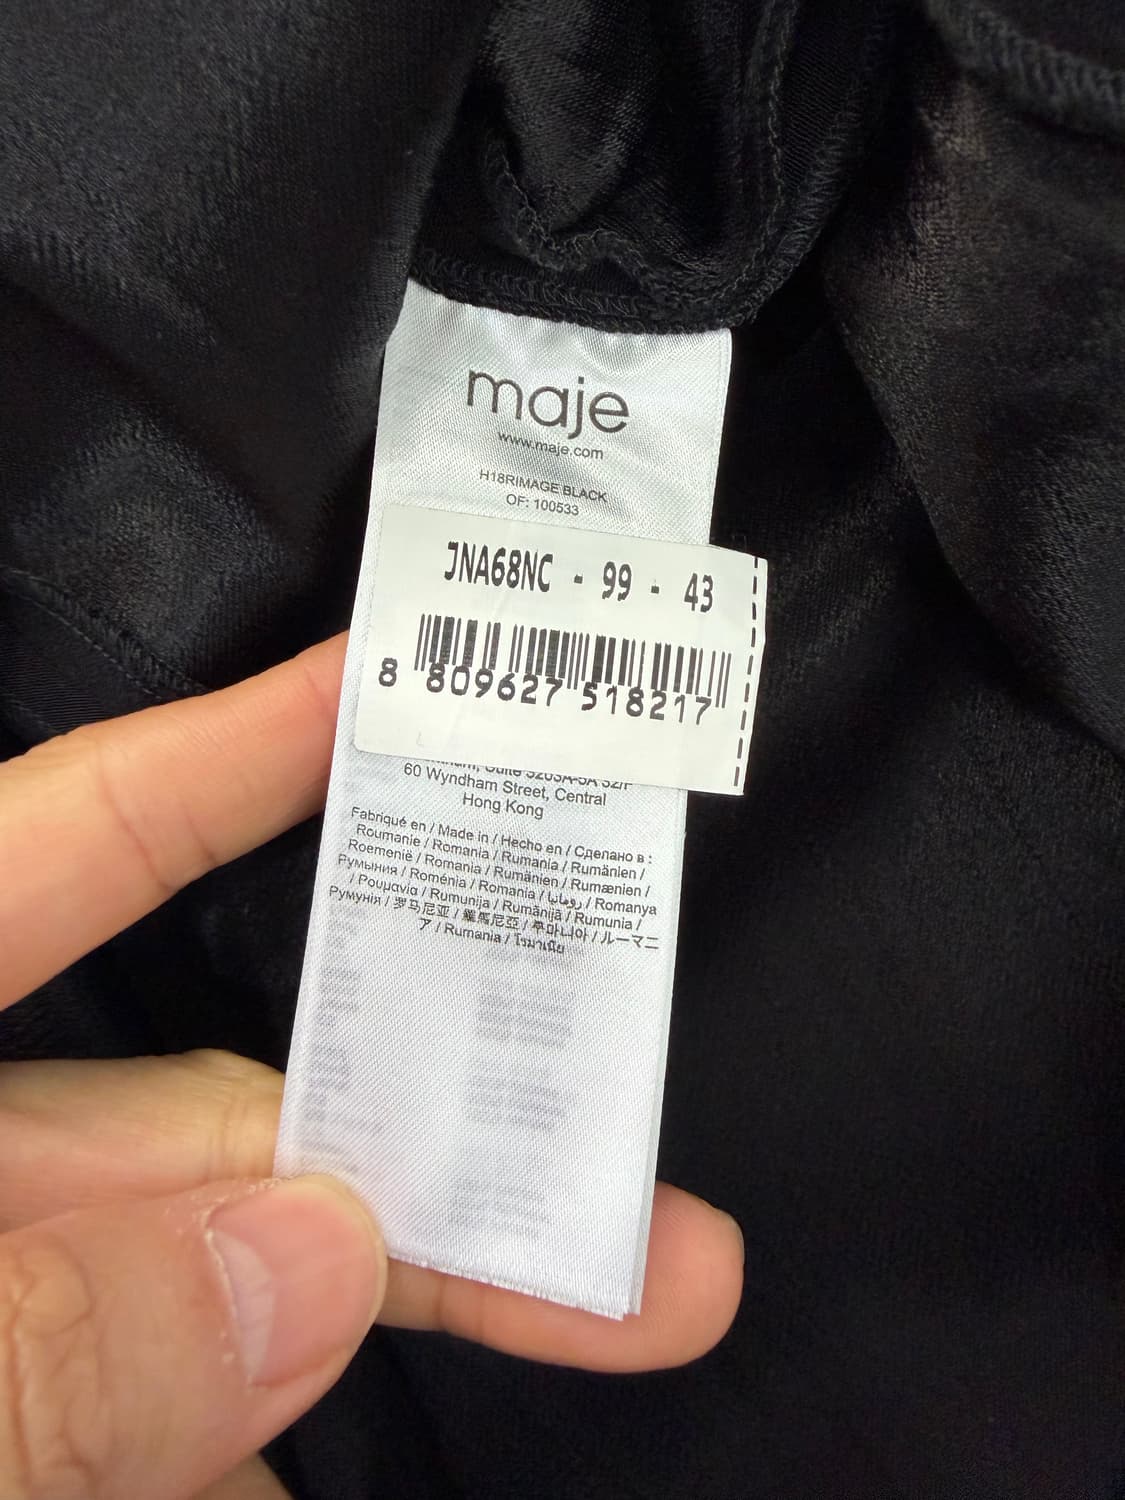 maje
www.maje.com
H18RIMAGE BLACK
OF: 100533
JNA68NC - 99 - 43
8 809627 518217
60 Wyndham Street, Central
Hong Kong
Fabriqué en / Made in / Hecho en / Сделано в :
Roumanie / Romania / Rumania / Rumänien /
Roemenië / Romania / Rumänien / Rumænien /
Румыния / Roménia / Romania / رومانيا / Romanya
/ Ρουμανία / Rumunija / Rumānijā / Rumunia /
Румунія / 罗马尼亚 / 羅馬尼亞 / 루마니아 / ルーマニ
ア / Rumania / โรมาเนีย